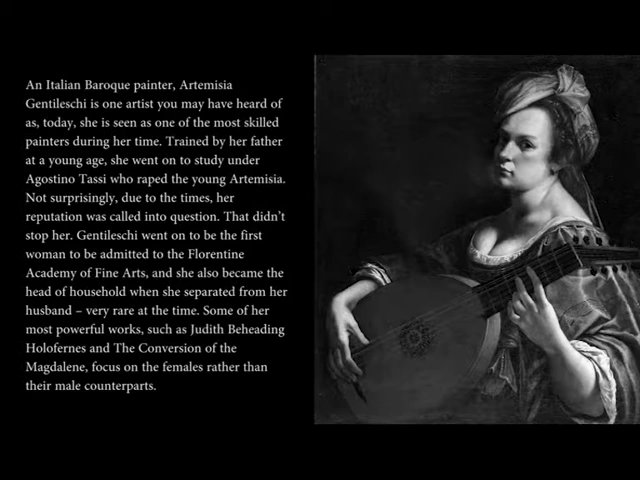 An Italian Baroque painter, Artemisia
Gentileschi is one artist you may have heard of
as, today, she is seen as one of the most skilled
painters during her time. Trained by her father
at a young age, she went on to study under
Agostino Tassi who raped the young Artemisia.
Not surprisingly, due to the times, her
reputation was called into question. That didn't
stop her. Gentileschi went on to be the first
woman to be admitted to the Florentine
Academy of Fine Arts, and she also became the
head of household when she separated from her
husband – very rare at the time. Some of her
most powerful works, such as Judith Beheading
Holofernes and The Conversion of the
Magdalene, focus on the females rather than
their male counterparts.